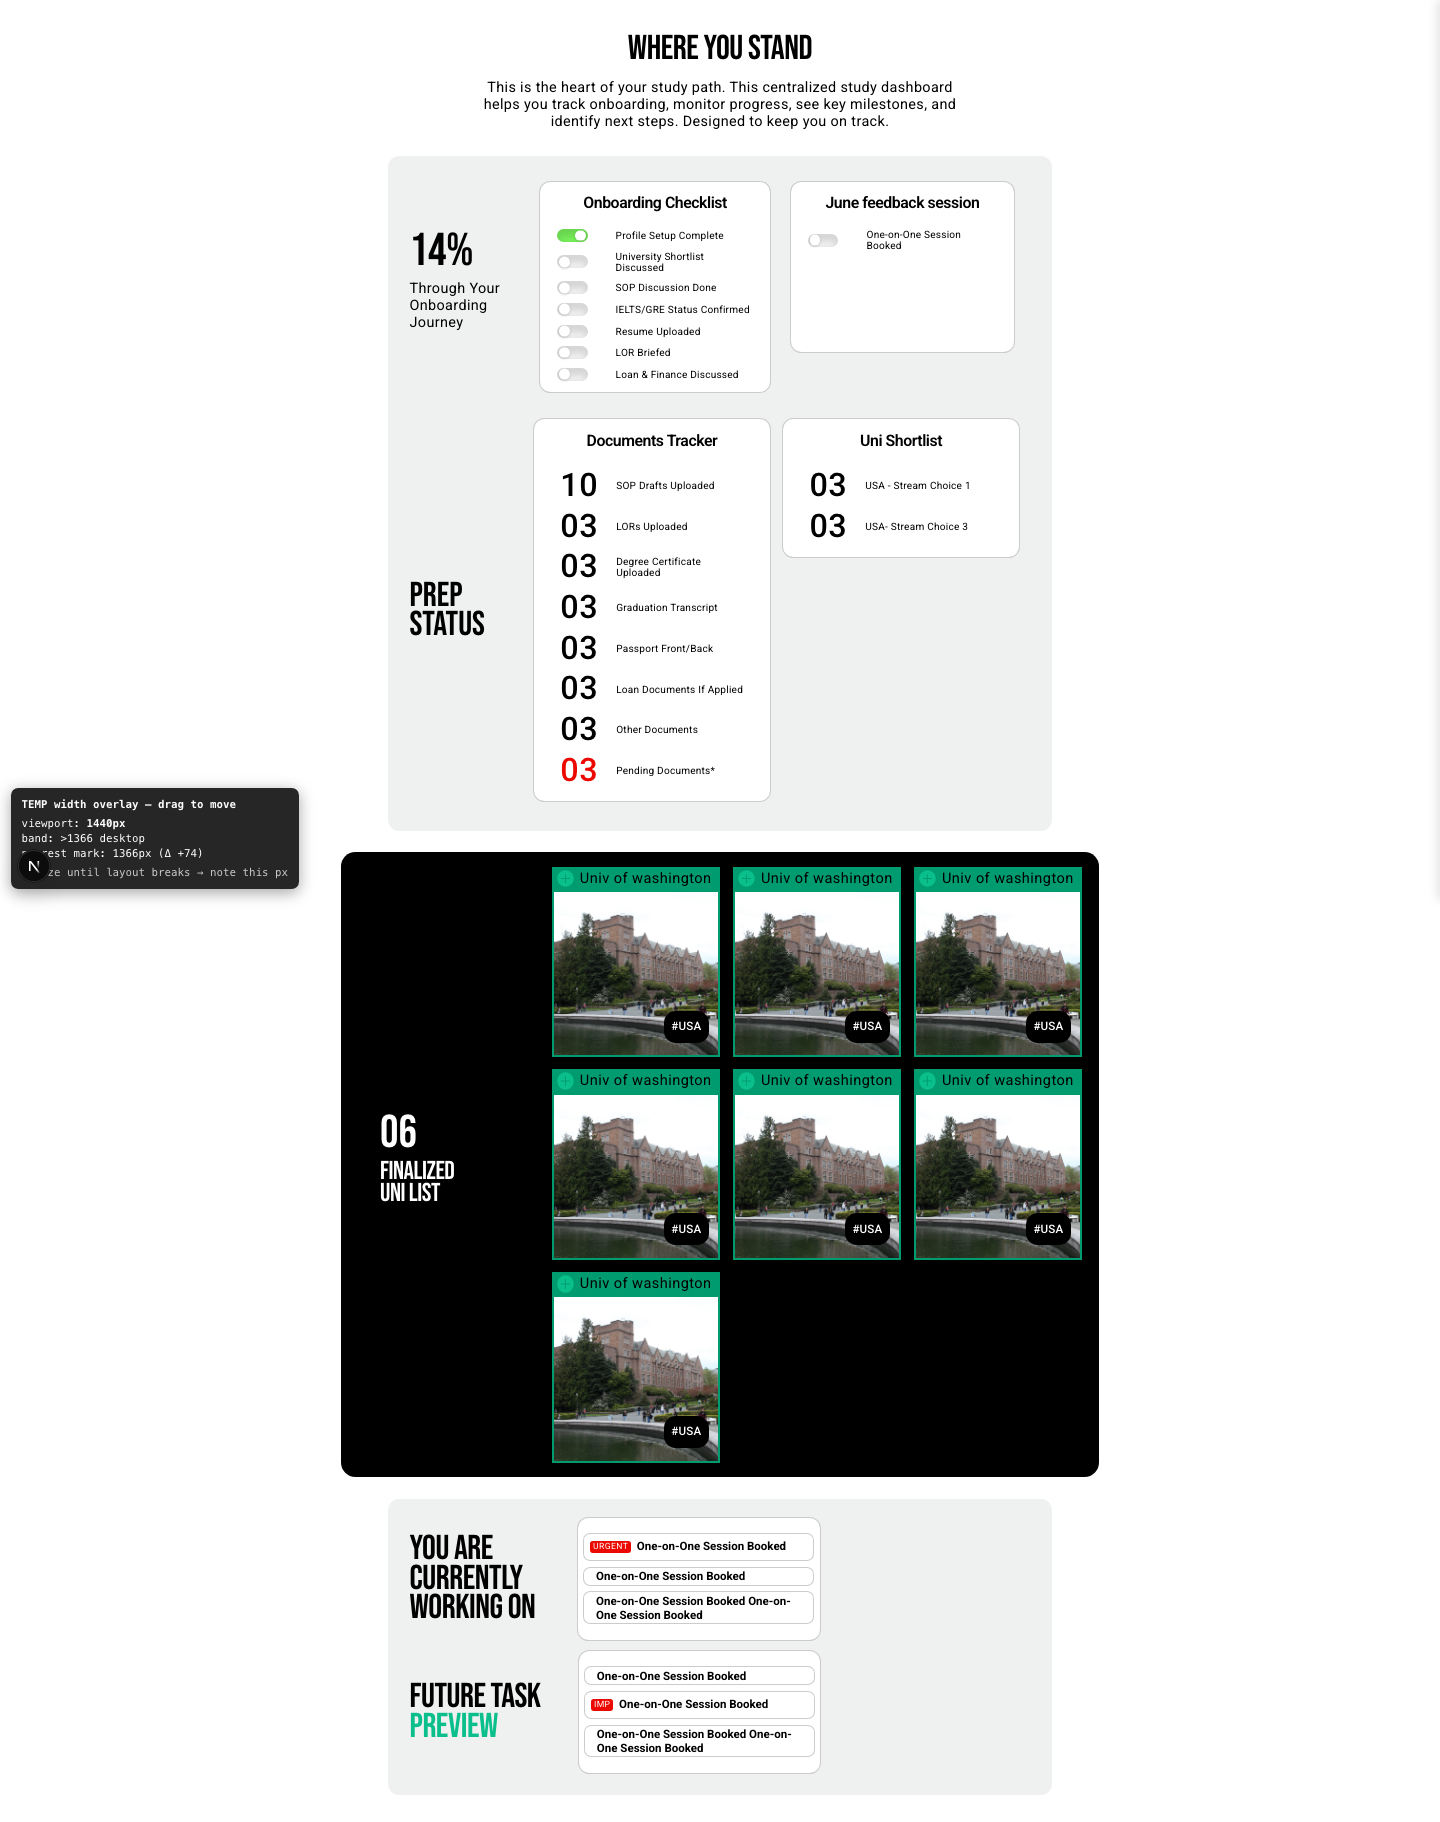 WHERE YOU STAND
This is the heart of your study path. This centralized study dashboard
helps you track onboarding, monitor progress, see key milestones, and
identify next steps. Designed to keep you on track.
14%
Through Your
Onboarding
Journey
Onboarding Checklist
Profile Setup Complete
University Shortlist
Discussed
SOP Discussion Done
IELTS/GRE Status Confirmed
Resume Uploaded
LOR Briefed
Loan & Finance Discussed
June feedback session
One-on-One Session
Booked
PREP
STATUS
Documents Tracker
10 SOP Drafts Uploaded
03 LORs Uploaded
03 Degree Certificate
Uploaded
03 Graduation Transcript
03 Passport Front/Back
03 Loan Documents If Applied
03 Other Documents
03 Pending Documents*
Uni Shortlist
03 USA - Stream Choice 1
03 USA- Stream Choice 3
TEMP width overlay — drag to move
viewport: 1440px
band: >1366 desktop
mark: 1366px (Δ +74)
N
until layout breaks → note this px
06
FINALIZED
UNI LIST
Univ of washington
#USA
Univ of washington
#USA
Univ of washington
#USA
Univ of washington
#USA
Univ of washington
#USA
Univ of washington
#USA
Univ of washington
#USA
YOU ARE
CURRENTLY
WORKING ON
URGENT One-on-One Session Booked
One-on-One Session Booked
One-on-One Session Booked One-on-
One Session Booked
FUTURE TASK
PREVIEW
One-on-One Session Booked
IMP One-on-One Session Booked
One-on-One Session Booked One-on-
One Session Booked